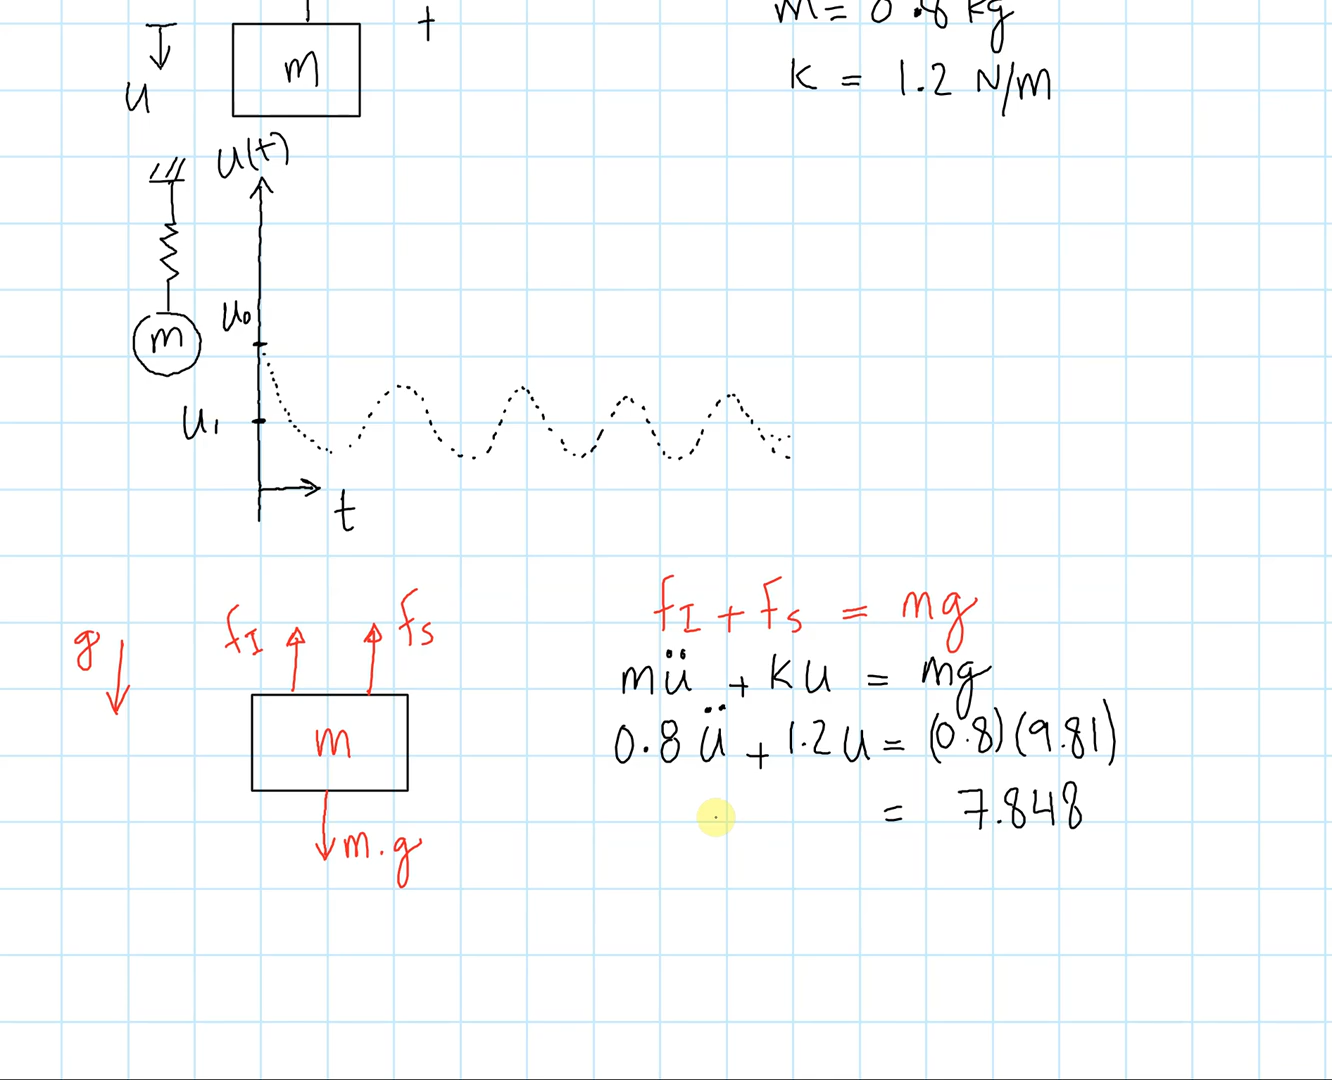 m = 0.8 kg
m
u
k = 1.2 N/m
u(t)
u₀
m
u₁
t
f_I + f_S = mg
g
f_I
f_S
mü + ku = mg
m
0.8 ü + 1.2u = (0.8)(9.81)
= 7.848
m.g